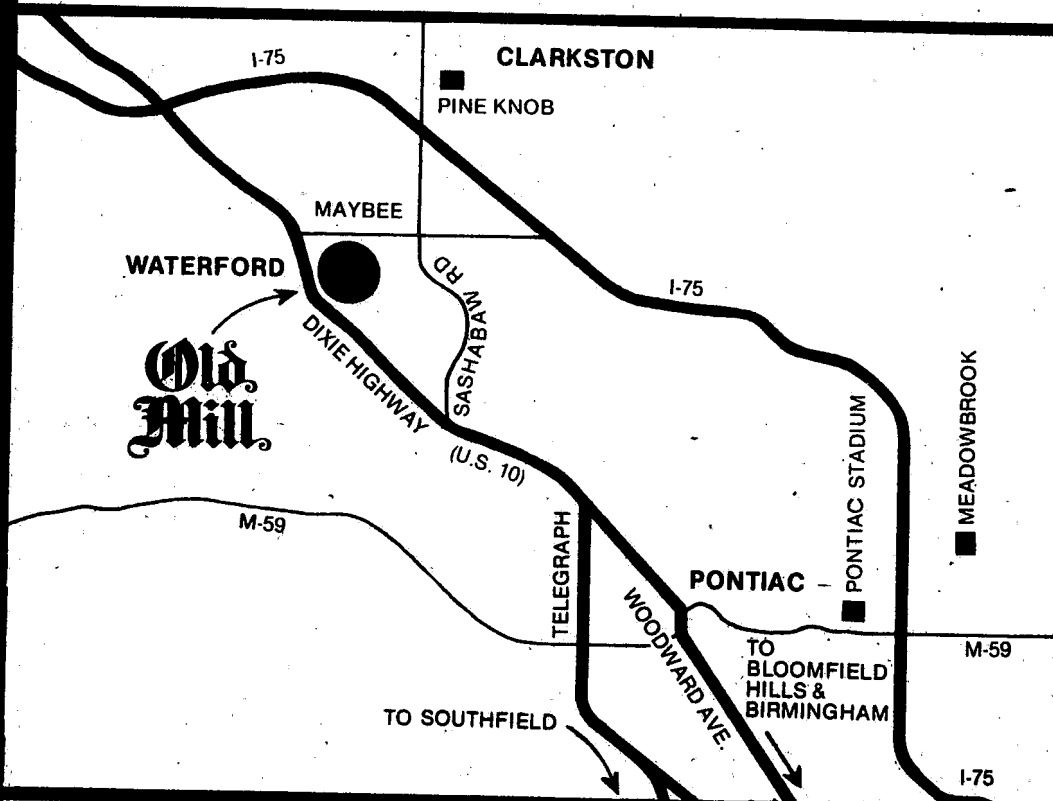 I-75
CLARKSTON
PINE KNOB
MAYBEE
WATERFORD
SASHABAW RD
I-75
Old
Mill
DIXIE HIGHWAY
(U.S. 10)
MEADOWBROOK
PONTIAC STADIUM
M-59
TELEGRAPH
PONTIAC
WOODWARD AVE.
TO
BLOOMFIELD
HILLS &
BIRMINGHAM
M-59
TO SOUTHFIELD
I-75